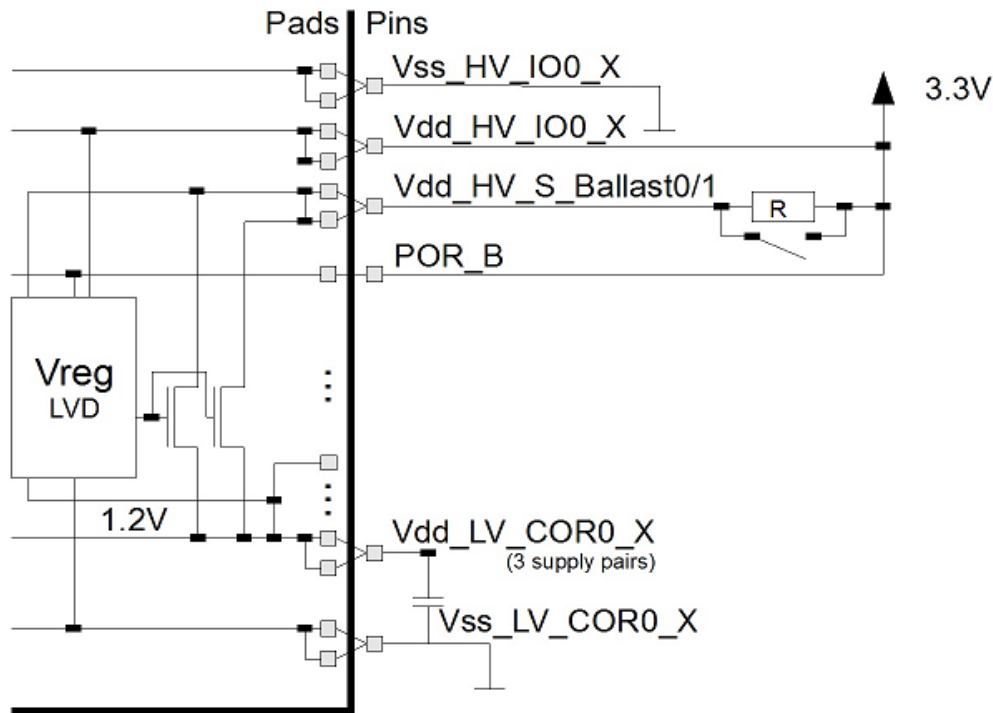 Pads Pins
Vss_HV_IO0_X
3.3V
Vdd_HV_IO0_X
Vdd_HV_S_Ballast0/1
R
POR_B
Vreg
LVD
1.2V
Vdd_LV_COR0_X
(3 supply pairs)
Vss_LV_COR0_X